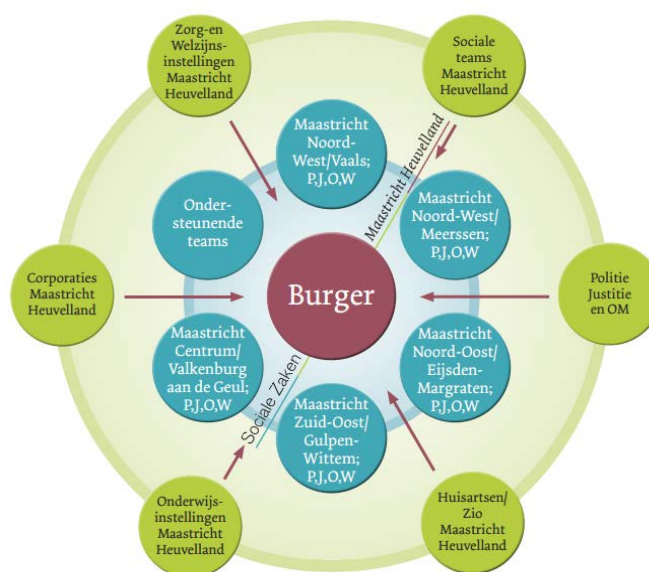 Zorg-en
Welzijns-
instellingen
Maastricht
Heuvelland
Sociale
teams
Maastricht
Heuvelland
Maastricht
Noord-
West/Vaals;
P,J,O,W
Maastricht Heuvelland
Onder-
steunende
teams
Maastricht
Noord-West/
Meerssen;
P,J,O,W
Corporaties
Maastricht
Heuvelland
Burger
Politie
Justitie
en OM
Maastricht
Centrum/
Valkenburg
aan de Geul;
P,J,O,W
Sociale Zaken
Maastricht
Zuid-Oost/
Gulpen-
Wittem;
P,J,O,W
Maastricht
Noord-Oost/
Eijsden-
Margraten;
P,J,O,W
Onderwijs-
instellingen
Maastricht
Heuvelland
Huisartsen/
Zio
Maastricht
Heuvelland